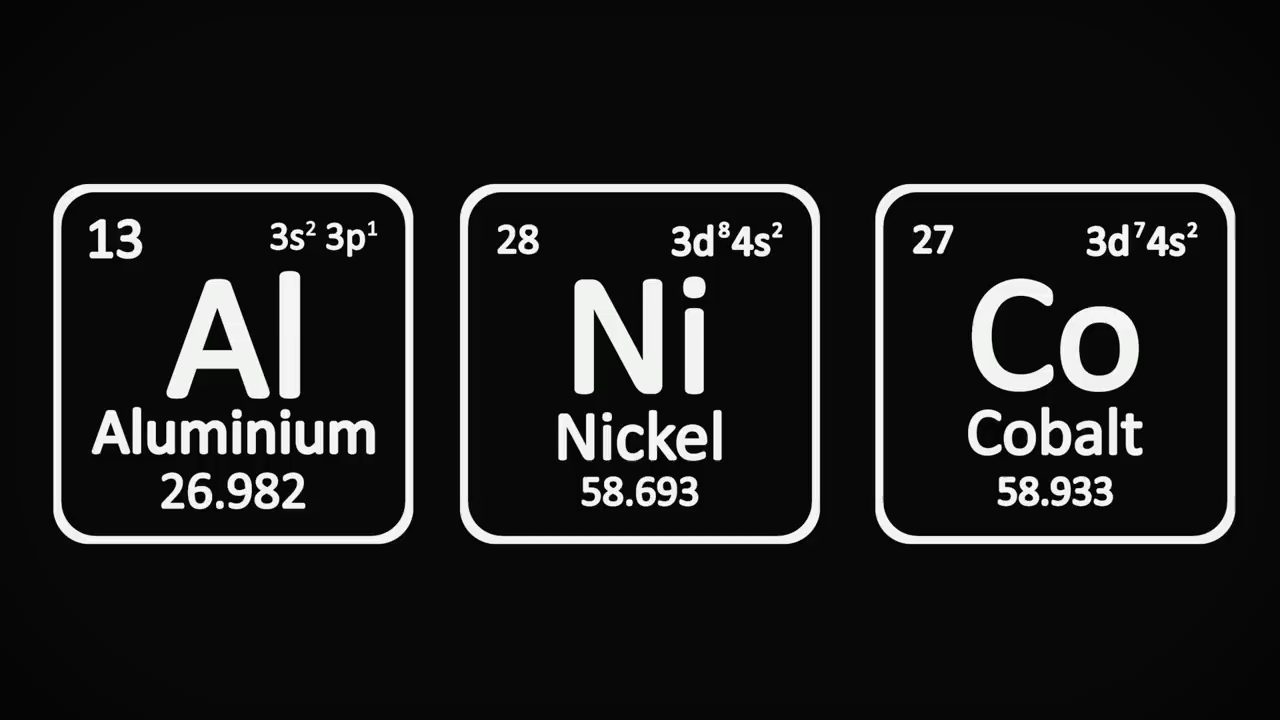 13 3s² 3p¹
Al
Aluminium
26.982
28 3d⁸4s²
Ni
Nickel
58.693
27 3d⁷4s²
Co
Cobalt
58.933